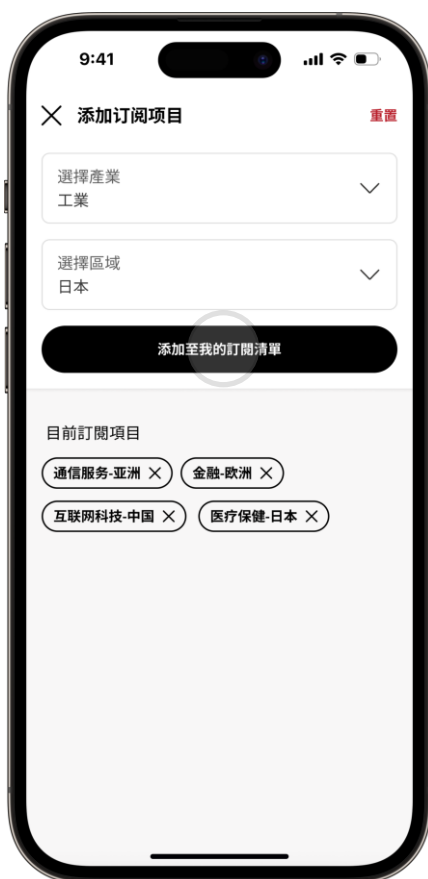 9:41
添加订阅项目
重置
選擇產業
工業
選擇區域
日本
添加至我的訂閱清單
目前訂閱項目
通信服务-亚洲
金融-欧洲
互联网科技-中国
医疗保健-日本